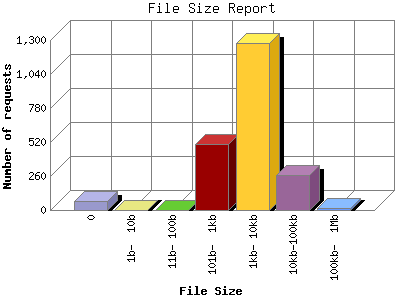 File Size Report
Number of requests
1,300
1,040
780
520
260
0
0
1b- 10b
11b- 100b
101b- 1kb
1kb- 10kb
10kb-100kb
100kb- 1Mb
File Size